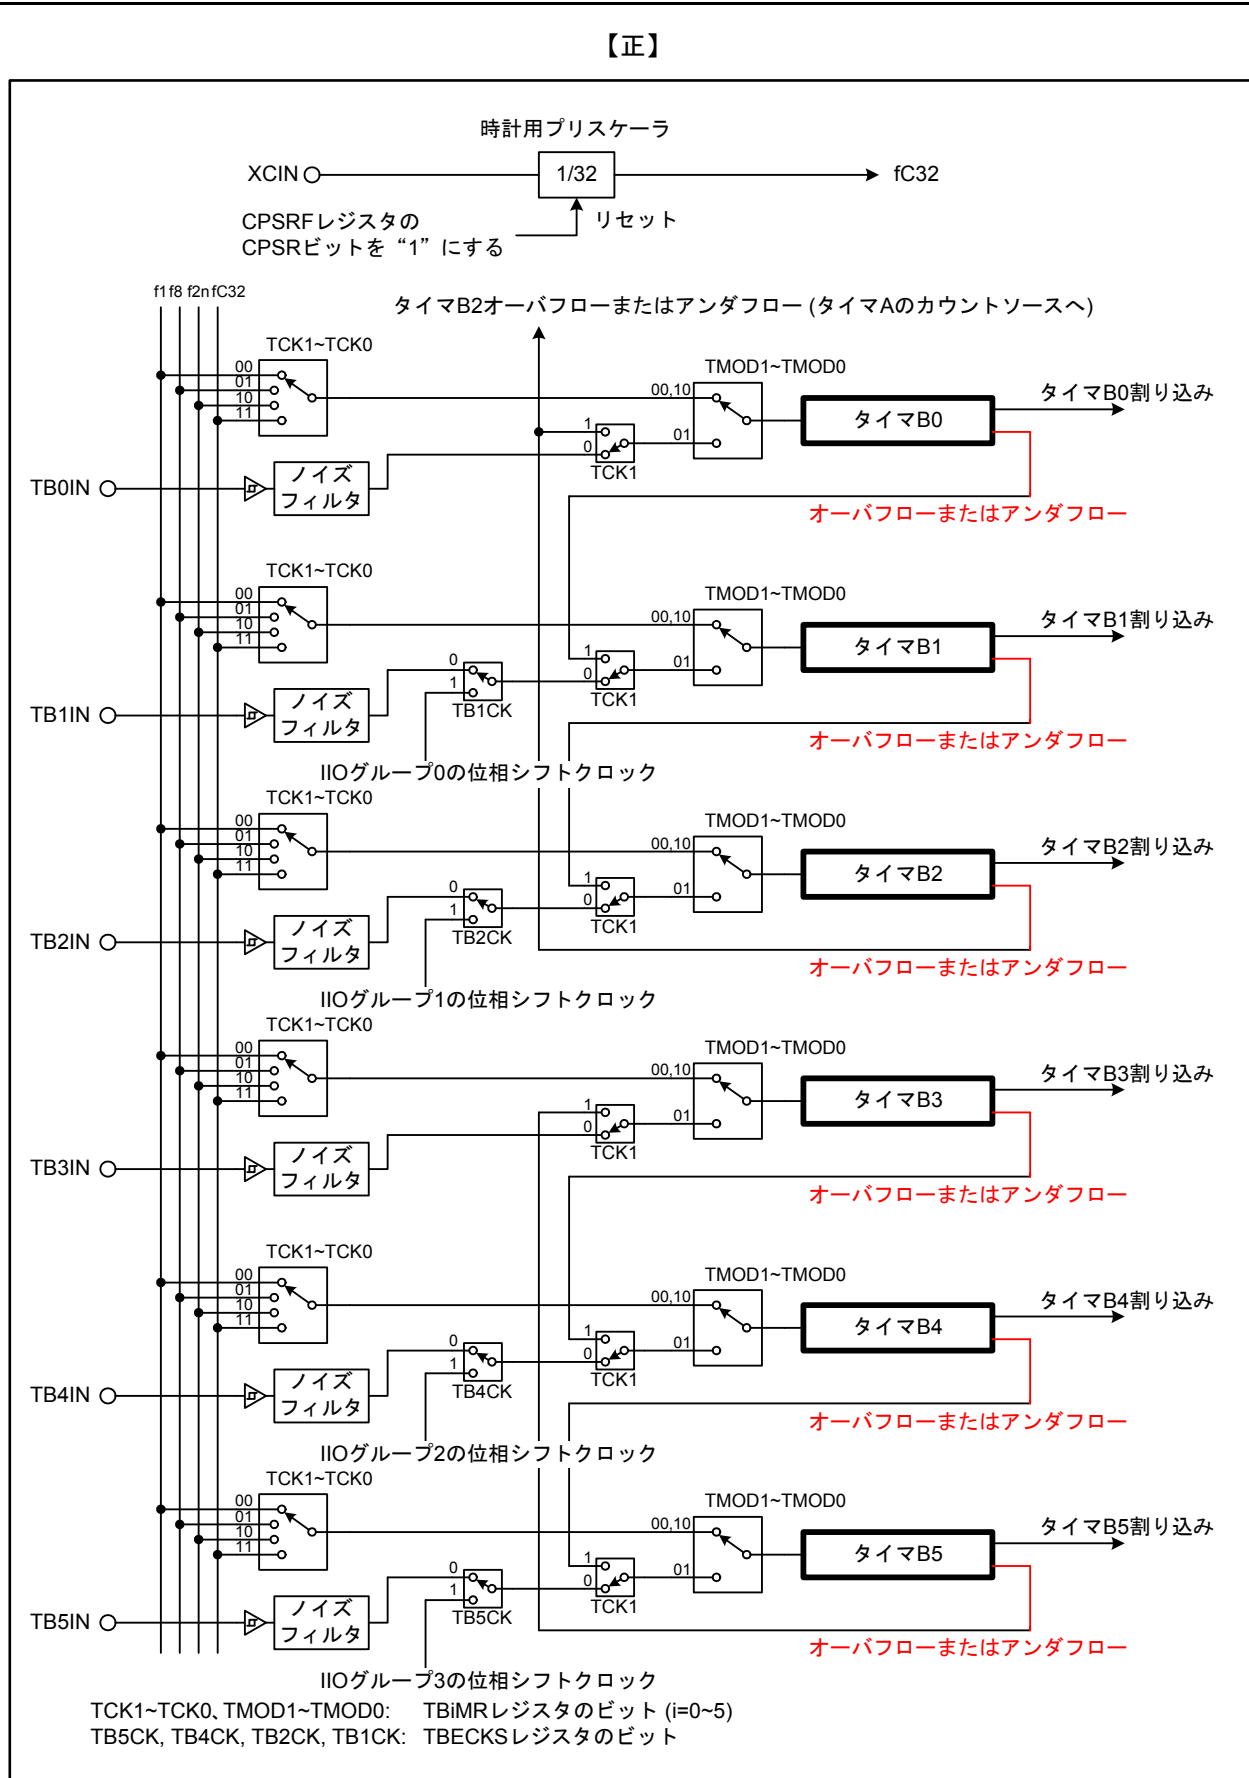 【正】
時計用プリスケーラ
XCIN 1/32 fC32
CPSRFレジスタの リセット
CPSRビットを“1”にする
f1 f8 f2n fC32
タイマB2オーバフローまたはアンダフロー (タイマAのカウントソースへ)
TCK1~TCK0
TMOD1~TMOD0
00
01
10
11
00,10
タイマB0
タイマB0割り込み
1
0
01
TCK1
TB0IN
ノイズ
フィルタ
オーバフローまたはアンダフロー
TCK1~TCK0
TMOD1~TMOD0
00
01
10
11
00,10
タイマB1
タイマB1割り込み
0
1
TB1CK
1
0
01
TCK1
TB1IN
ノイズ
フィルタ
オーバフローまたはアンダフロー
IIOグループ0の位相シフトクロック
TCK1~TCK0
TMOD1~TMOD0
00
01
10
11
00,10
タイマB2
タイマB2割り込み
0
1
TB2CK
1
0
01
TCK1
TB2IN
ノイズ
フィルタ
オーバフローまたはアンダフロー
IIOグループ1の位相シフトクロック
TCK1~TCK0
TMOD1~TMOD0
00
01
10
11
00,10
タイマB3
タイマB3割り込み
1
0
01
TCK1
TB3IN
ノイズ
フィルタ
オーバフローまたはアンダフロー
TCK1~TCK0
TMOD1~TMOD0
00
01
10
11
00,10
タイマB4
タイマB4割り込み
0
1
TB4CK
1
0
01
TCK1
TB4IN
ノイズ
フィルタ
オーバフローまたはアンダフロー
IIOグループ2の位相シフトクロック
TCK1~TCK0
TMOD1~TMOD0
00
01
10
11
00,10
タイマB5
タイマB5割り込み
0
1
TB5CK
1
0
01
TCK1
TB5IN
ノイズ
フィルタ
オーバフローまたはアンダフロー
IIOグループ3の位相シフトクロック
TCK1~TCK0、TMOD1~TMOD0: TBiMRレジスタのビット (i=0~5)
TB5CK, TB4CK, TB2CK, TB1CK: TBECKSレジスタのビット